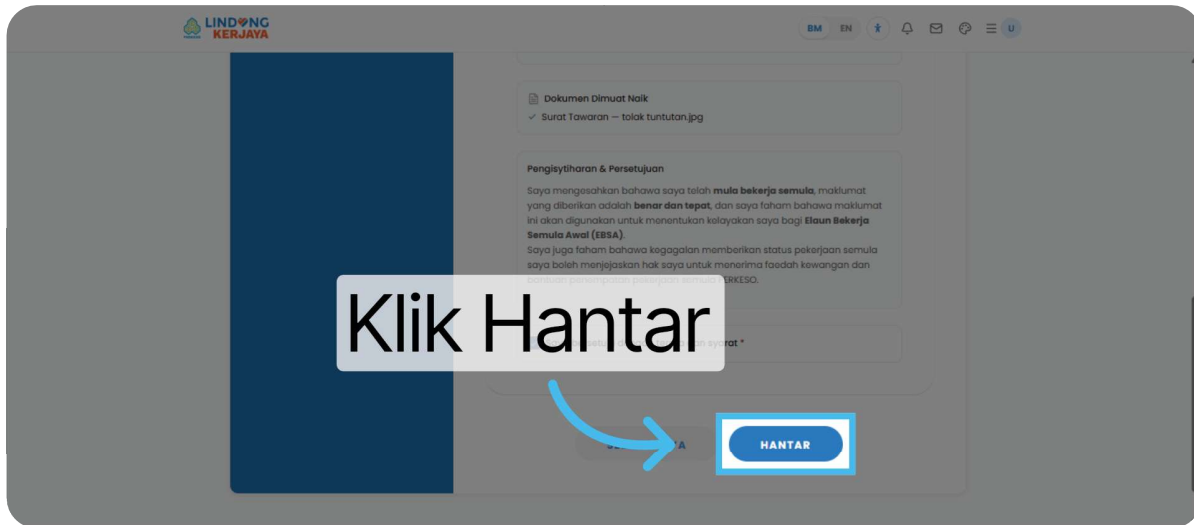 LINDUNG
KERJAYA
BM EN U
Dokumen Dimuat Naik
Surat Tawaran — tolak tuntutan.jpg
Pengisytiharan & Persetujuan
Saya mengesahkan bahawa saya telah mula bekerja semula, maklumat
yang diberikan adalah benar dan tepat, dan saya faham bahawa maklumat
ini akan digunakan untuk menentukan kelayakan saya bagi Elaun Bekerja
Semula Awal (EBSA).
Saya juga faham bahawa kegagalan memberikan status pekerjaan semula
saya boleh menjejaskan hak saya untuk menerima faedah kewangan dan
PERKESO.
Klik Hantar
syarat *
HANTAR